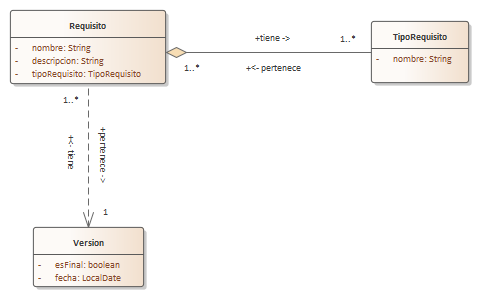 Requisito
- nombre: String
- descripcion: String
- tipoRequisito: TipoRequisito
+tiene ->
1..*
1..*
+<- pertenece
TipoRequisito
- nombre: String
1..*
+<- tiene
+pertenece ->
1
Version
- esFinal: boolean
- fecha: LocalDate